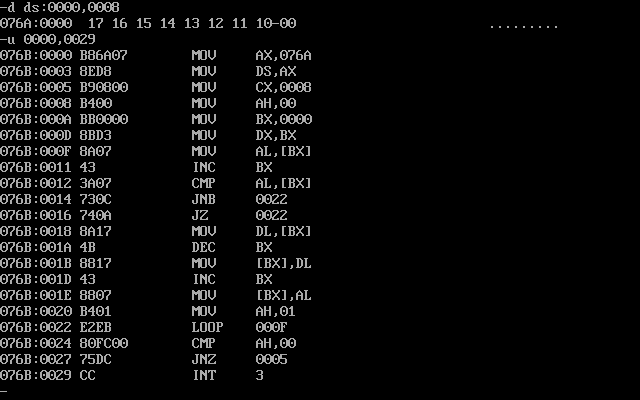 -d ds:0000,0008
076A:0000  17 16 15 14 13 12 11 10-00                          .........
-u 0000,0029
076B:0000 B86A07        MOV     AX,076A
076B:0003 8ED8          MOV     DS,AX
076B:0005 B90800        MOV     CX,0008
076B:0008 B400          MOV     AH,00
076B:000A BB0000        MOV     BX,0000
076B:000D 8BD3          MOV     DX,BX
076B:000F 8A07          MOV     AL,[BX]
076B:0011 43            INC     BX
076B:0012 3A07          CMP     AL,[BX]
076B:0014 730C          JNB     0022
076B:0016 740A          JZ      0022
076B:0018 8A17          MOV     DL,[BX]
076B:001A 4B            DEC     BX
076B:001B 8817          MOV     [BX],DL
076B:001D 43            INC     BX
076B:001E 8807          MOV     [BX],AL
076B:0020 B401          MOV     AH,01
076B:0022 E2EB          LOOP    000F
076B:0024 80FC00        CMP     AH,00
076B:0027 75DC          JNZ     0005
076B:0029 CC            INT     3
-